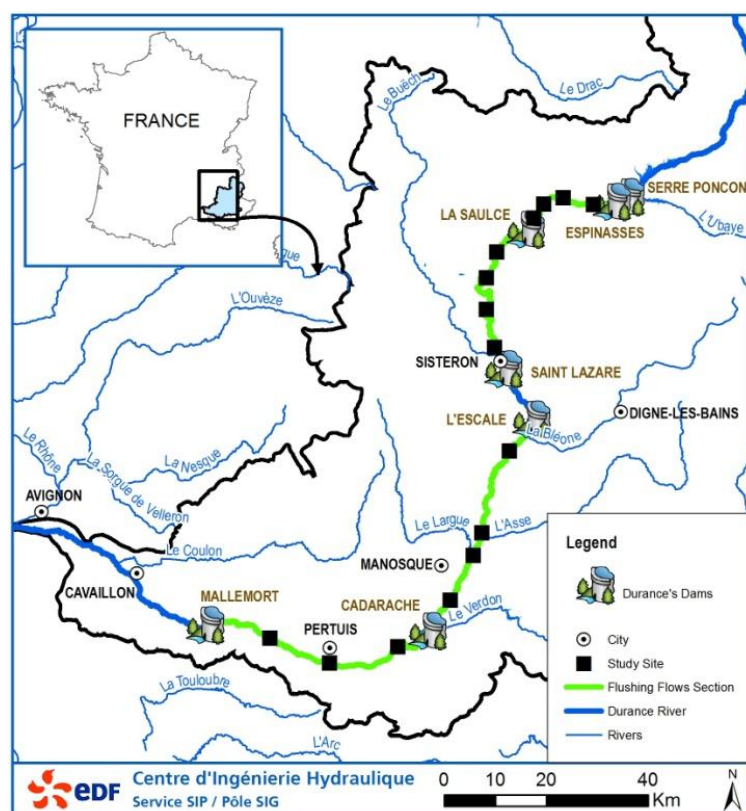 FRANCE
Le Buëch
Le Drac
SERRE PONCON
LA SAULCE
ESPINASSES
L'Ubaye
gue
L'Ouvèze
SISTERON
SAINT LAZARE
L'ESCALE
DIGNE-LES-BAINS
La Bléone
Le Rhône
La Nesque
La Sorgue de Velleron
AVIGNON
Le Largue
L'Asse
Le Coulon
MANOSQUE
CAVAILLON
MALLEMORT
CADARACHE
Le Verdon
PERTUIS
La Touloubre
L'Arc
Legend
Durance's Dams
City
Study Site
Flushing Flows Section
Durance River
Rivers
eDF
Centre d'Ingénierie Hydraulique
Service SIP / Pôle SIG
0 10 20 40
Km
N